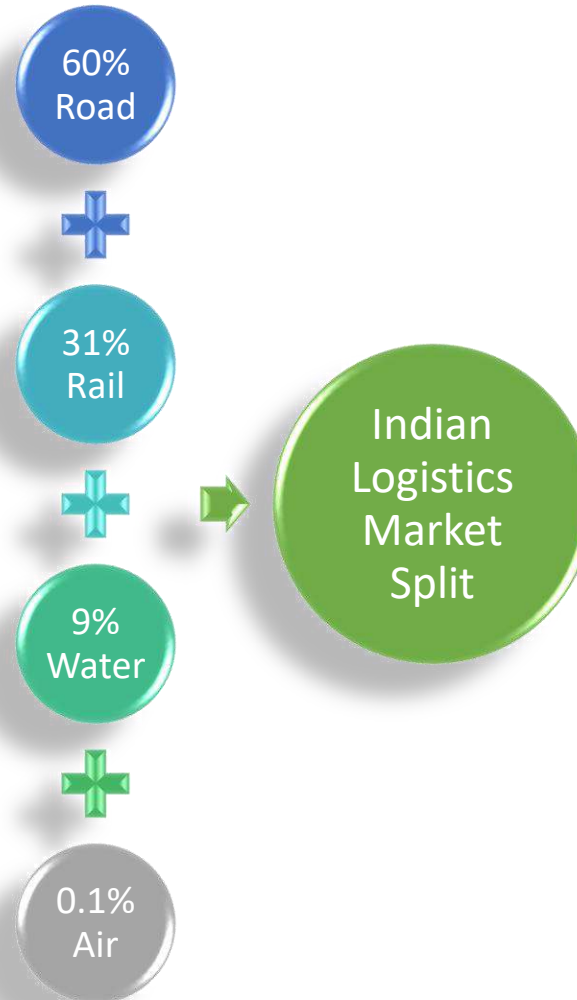 60%
Road
31%
Rail
9%
Water
0.1%
Air
Indian
Logistics
Market
Split